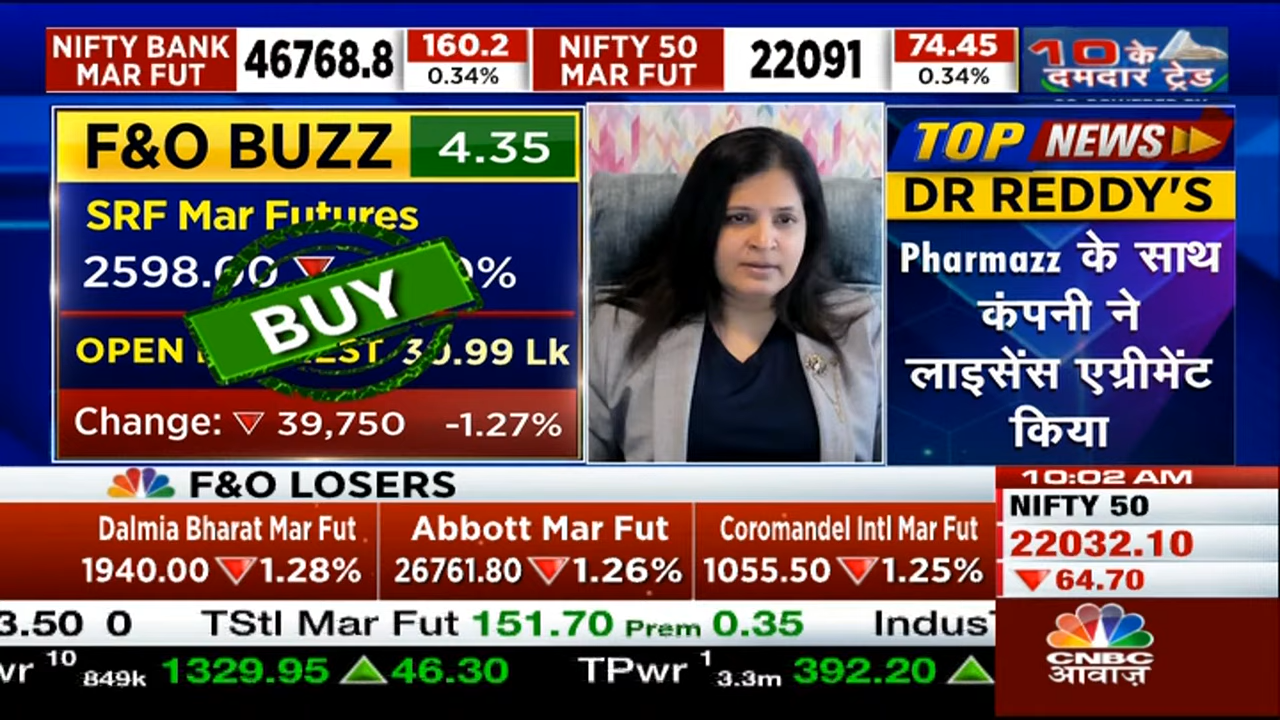 NIFTY BANK
MAR FUT
46768.8
160.2
0.34%
NIFTY 50
MAR FUT
22091
74.45
0.34%
10 के
दमदार ट्रेड
F&O BUZZ
4.35
SRF Mar Futures
2598.00
%
BUY
OPEN
Lk
Change: 39,750 -1.27%
TOP NEWS
DR REDDY'S
Pharmazz के साथ
कंपनी ने
लाइसेंस एग्रीमेंट
किया
F&O LOSERS
Dalmia Bharat Mar Fut
1940.00 1.28%
Abbott Mar Fut
26761.80 1.26%
Coromandel Intl Mar Fut
1055.50 1.25%
10:02 AM
NIFTY 50
22032.10
64.70
3.50 0 TStl Mar Fut 151.70 Prem 0.35 Indus
wr 10 849k 1329.95 46.30 TPwr 1 3.3m 392.20
CNBC
आवाज़